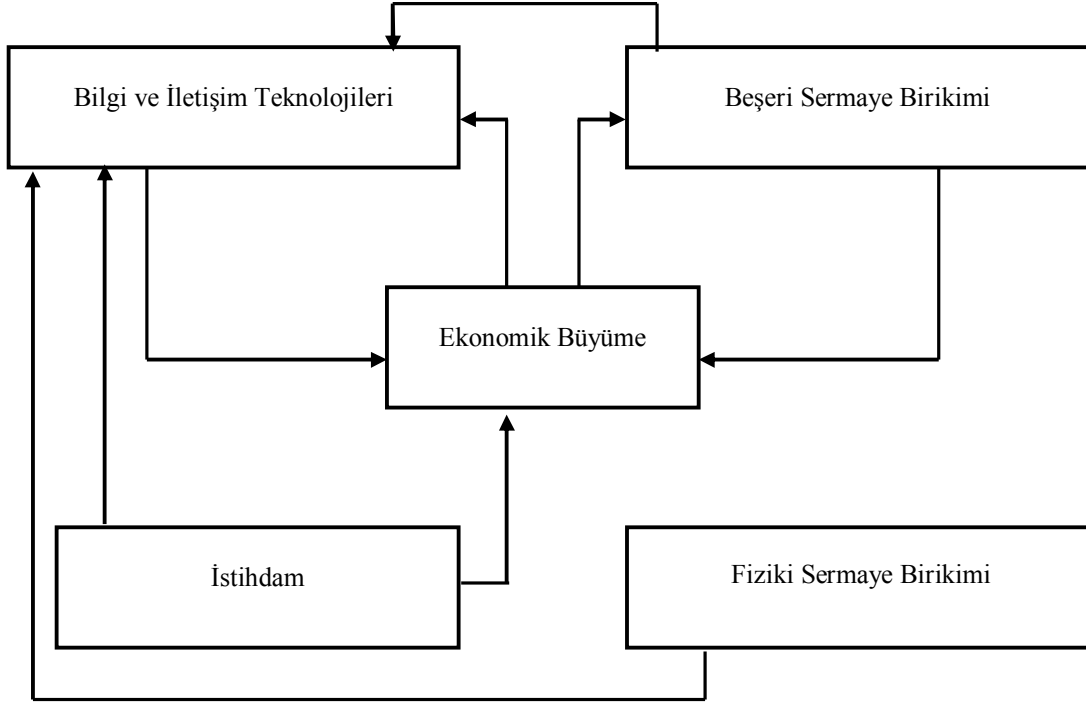 Bilgi ve İletişim Teknolojileri
Beşeri Sermaye Birikimi
Ekonomik Büyüme
İstihdam
Fiziki Sermaye Birikimi